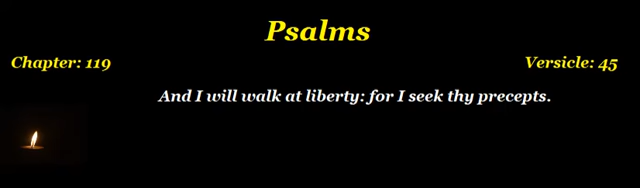 Psalms
Chapter: 119 Versicle: 45
And I will walk at liberty: for I seek thy precepts.